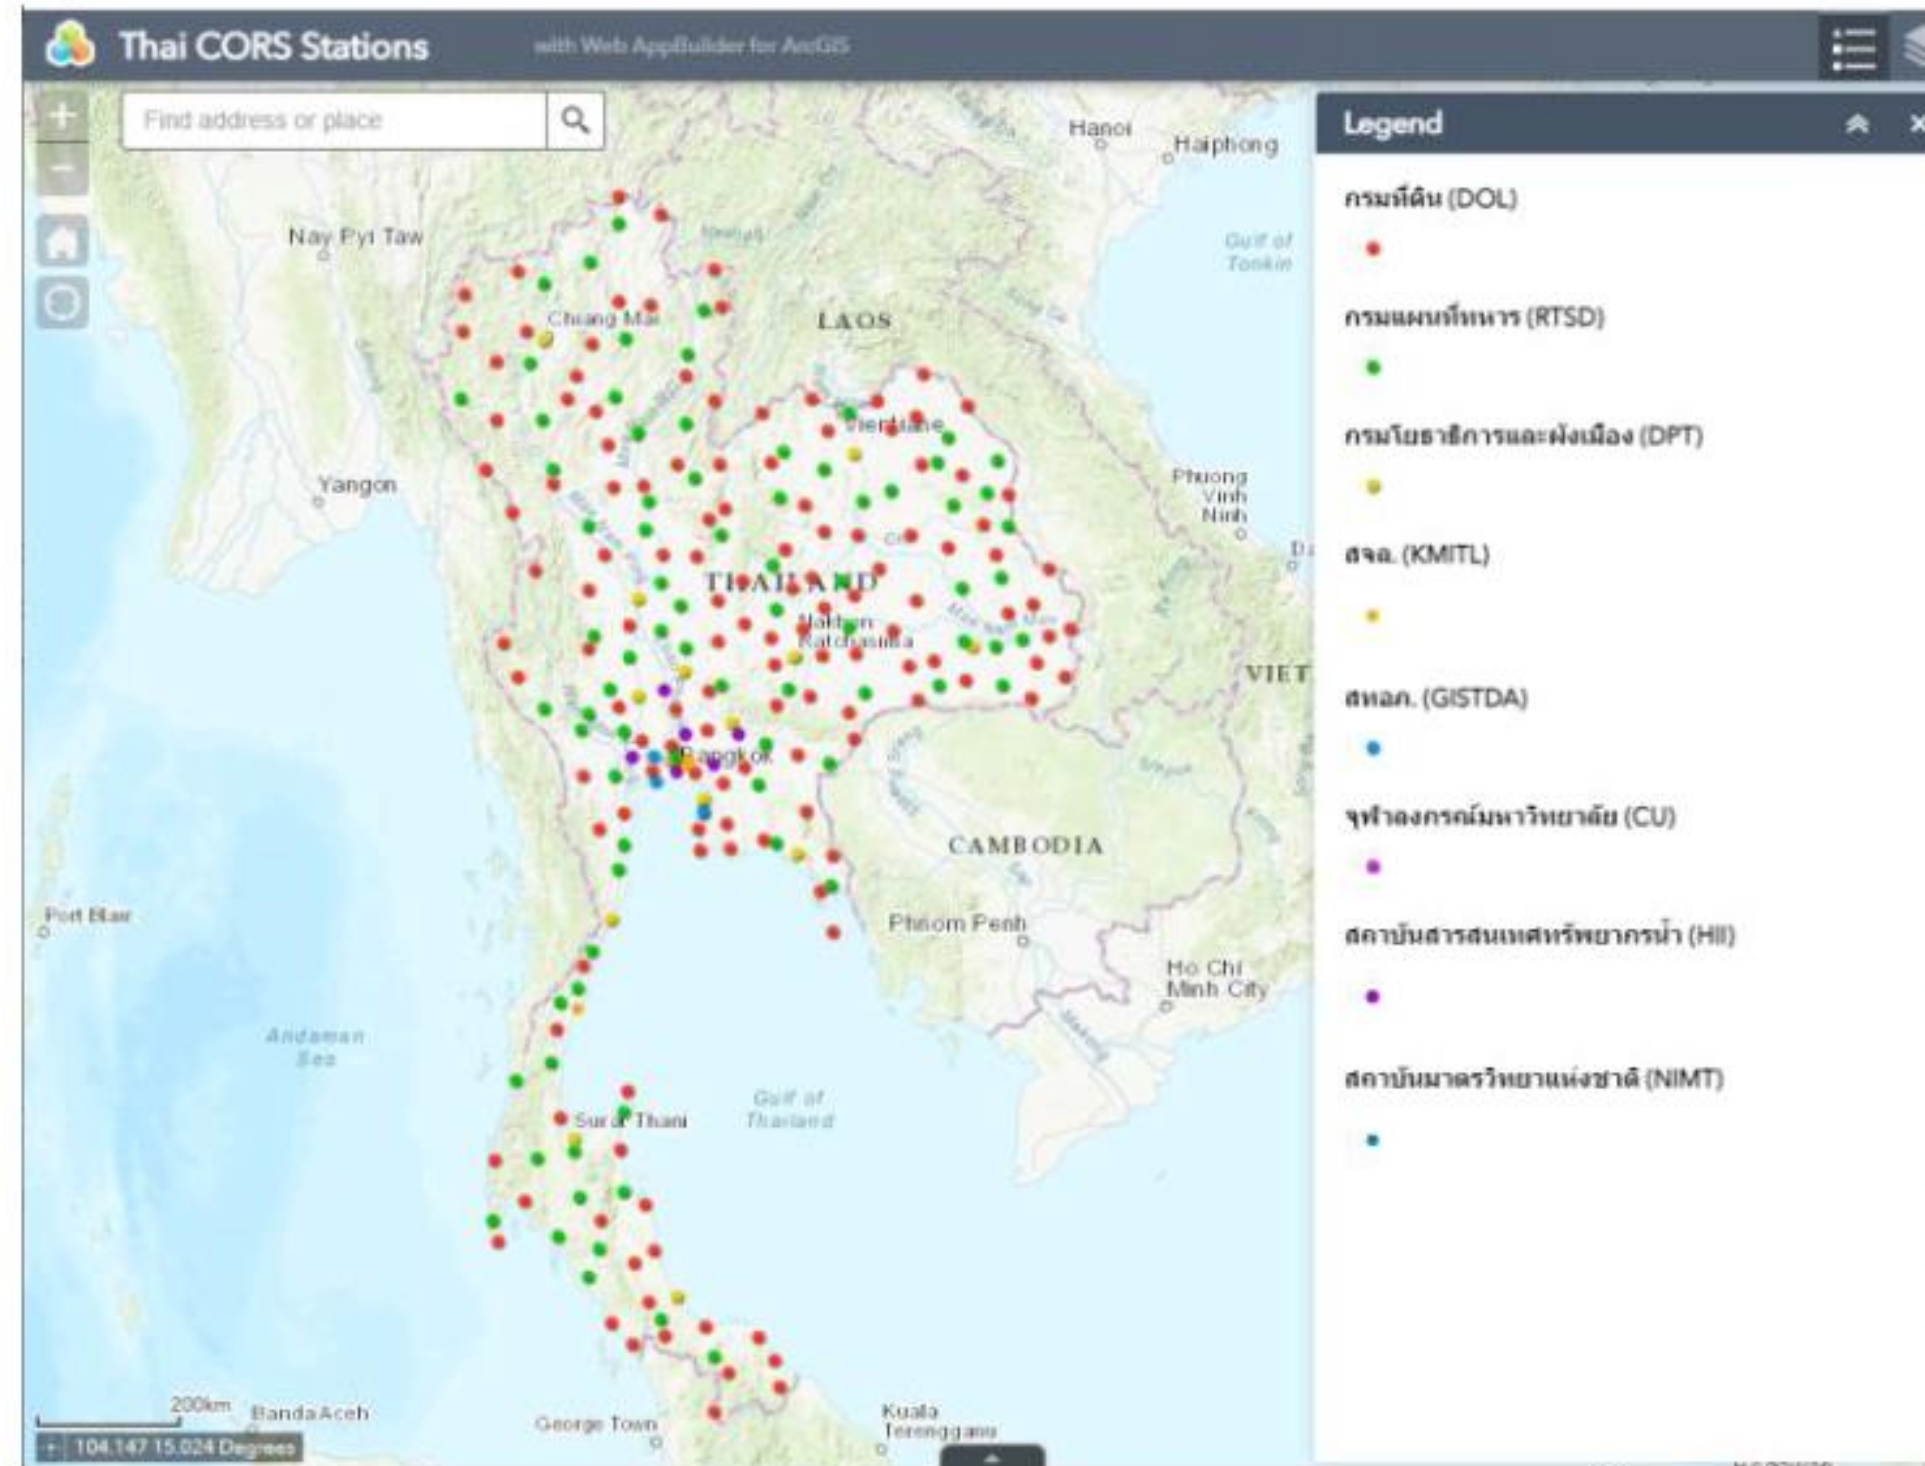 Thai CORS Stations
with Web AppBuilder for ArcGIS
Find address or place
Legend
กรมที่ดิน (DOL)
กรมแผนที่ทหาร (RTSD)
กรมโยธาธิการและผังเมือง (DPT)
สจล. (KMITL)
สทอภ. (GISTDA)
จุฬาลงกรณ์มหาวิทยาลัย (CU)
สถาบันสารสนเทศทรัพยากรน้ำ (HII)
สถาบันมาตรวิทยาแห่งชาติ (NIMT)
Hanoi
Haiphong
Nay Pyi Taw
Gulf of
Tonkin
Chiang Mai
LAOS
Vientiane
Yangon
Phuong
Vinh
Ninh
THAILAND
Nakhon
Ratchasima
VIET
Bangkok
CAMBODIA
Port Blair
Phnom Penh
Ho Chi
Minh City
Mekong
Andaman
Sea
Gulf of
Thailand
Surat Thani
200km
Banda Aceh
George Town
Kuala
Terengganu
104.147 15.024 Degrees